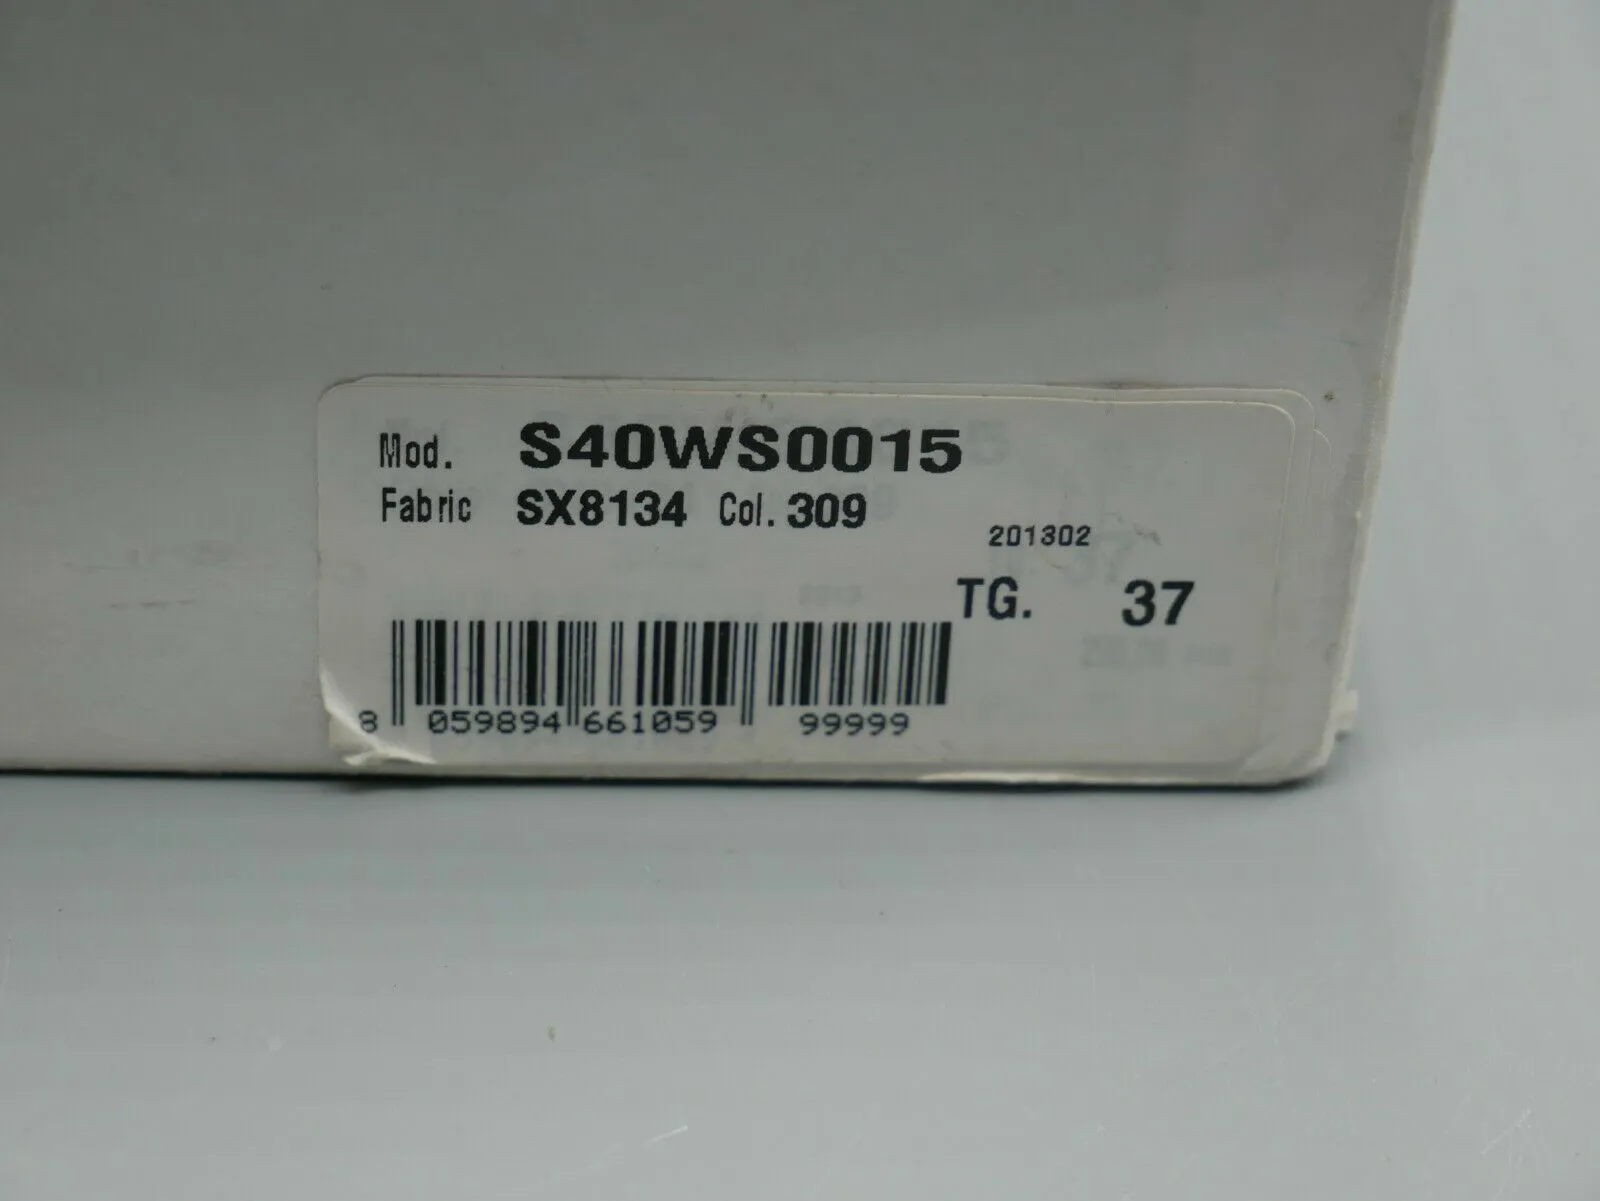 Mod. S40WS0015
Fabric SX8134 Col. 309
201302
TG. 37
8 059894 661059 99999